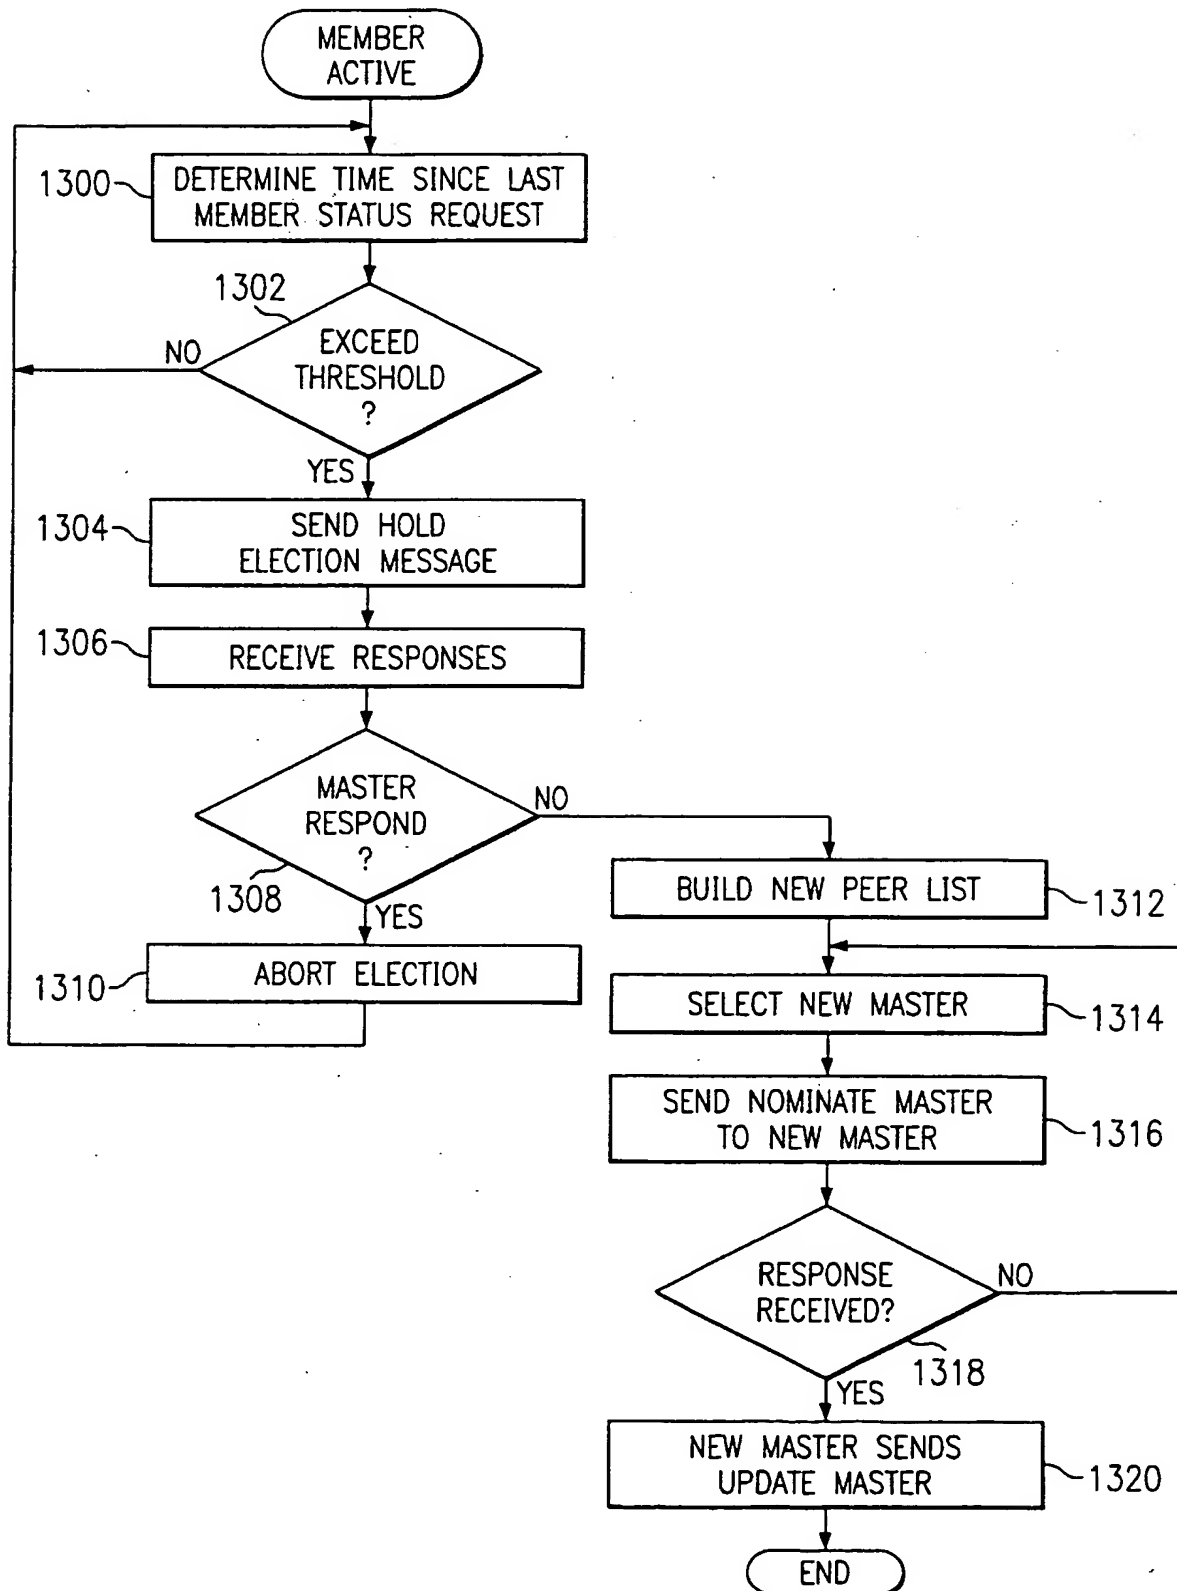 MEMBER
ACTIVE
1300
DETERMINE TIME SINCE LAST
MEMBER STATUS REQUEST
1302
NO
EXCEED
THRESHOLD
?
YES
1304
SEND HOLD
ELECTION MESSAGE
1306
RECEIVE RESPONSES
MASTER
RESPOND
?
NO
1308
YES
1310
ABORT ELECTION
BUILD NEW PEER LIST
1312
SELECT NEW MASTER
1314
SEND NOMINATE MASTER
TO NEW MASTER
1316
RESPONSE
RECEIVED?
NO
1318
YES
NEW MASTER SENDS
UPDATE MASTER
1320
END